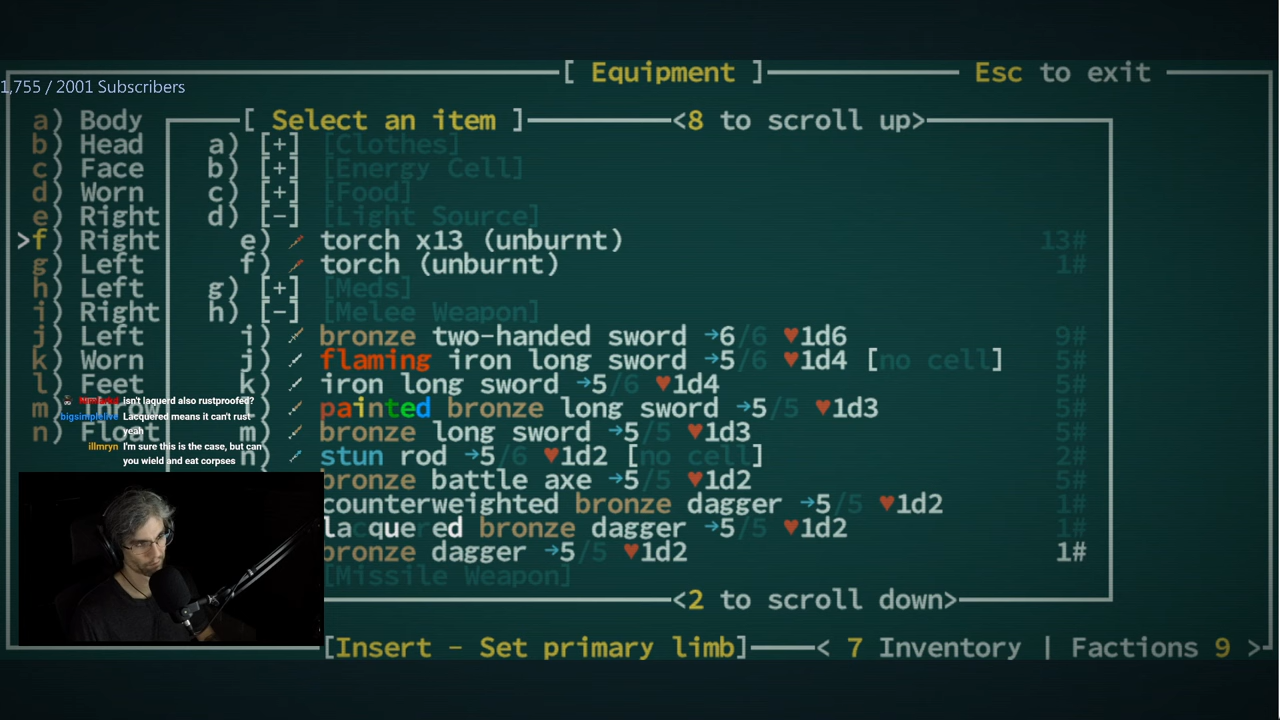 [ Equipment ] Esc to exit
1,755 / 2001 Subscribers
a) Body [ Select an item ] <8 to scroll up>
b) Head a) [+] [Clothes]
c) Face b) [+] [Energy Cell]
d) Worn c) [+] [Food]
e) Right d) [-] [Light Source]
>f) Right e) torch x13 (unburnt) 13#
g) Left f) torch (unburnt) 1#
h) Left g) [+] [Meds]
i) Right h) [-] [Melee Weapon]
j) Left i) bronze two-handed sword →6/6 ♥1d6 9#
k) Worn j) flaming iron long sword →5/6 ♥1d4 [no cell] 5#
l) Feet k) iron long sword →5/6 ♥1d4 5#
painted bronze long sword →5/5 ♥1d3 5#
m) Throw m) bronze long sword →5/5 ♥1d3 5#
n) Float n) stun rod →5/6 ♥1d2 [no cell] 2#
bronze battle axe →5/5 ♥1d2 5#
counterweighted bronze dagger →5/5 ♥1d2 1#
lacquered bronze dagger →5/5 ♥1d2 1#
bronze dagger →5/5 ♥1d2 1#
[Missile Weapon]
<2 to scroll down>
[Insert - Set primary limb] < 7 Inventory | Factions 9 >
isn't laquerd also rustproofed?
bigsimplelive Lacquered means it can't rust
yeah
illmryn I'm sure this is the case, but can
you wield and eat corpses